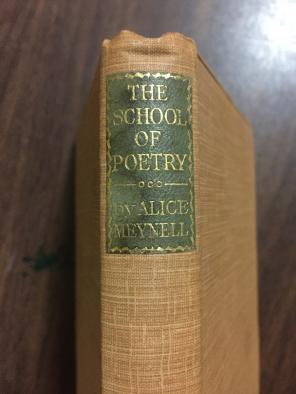 THE
SCHOOL
OF
POETRY
BY ALICE
MEYNELL